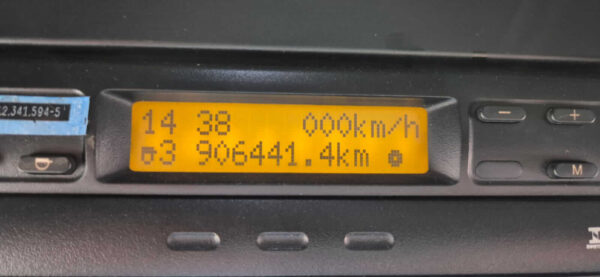 2.341.594-5
14 38 000km/h
3 906441.4km
− +
M